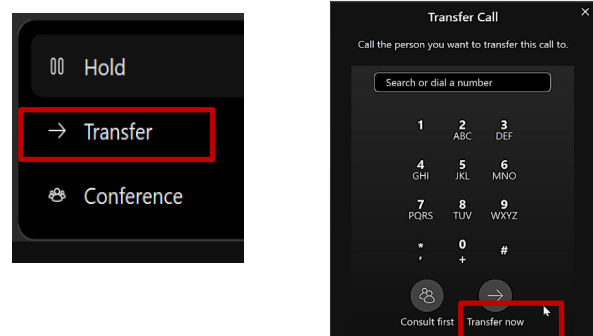 Hold
Transfer
Conference
Transfer Call
Call the person you want to transfer this call to.
Search or dial a number
1 2 3
ABC DEF
4 5 6
GHI JKL MNO
7 8 9
PQRS TUV WXYZ
* 0 #
, +
Consult first Transfer now